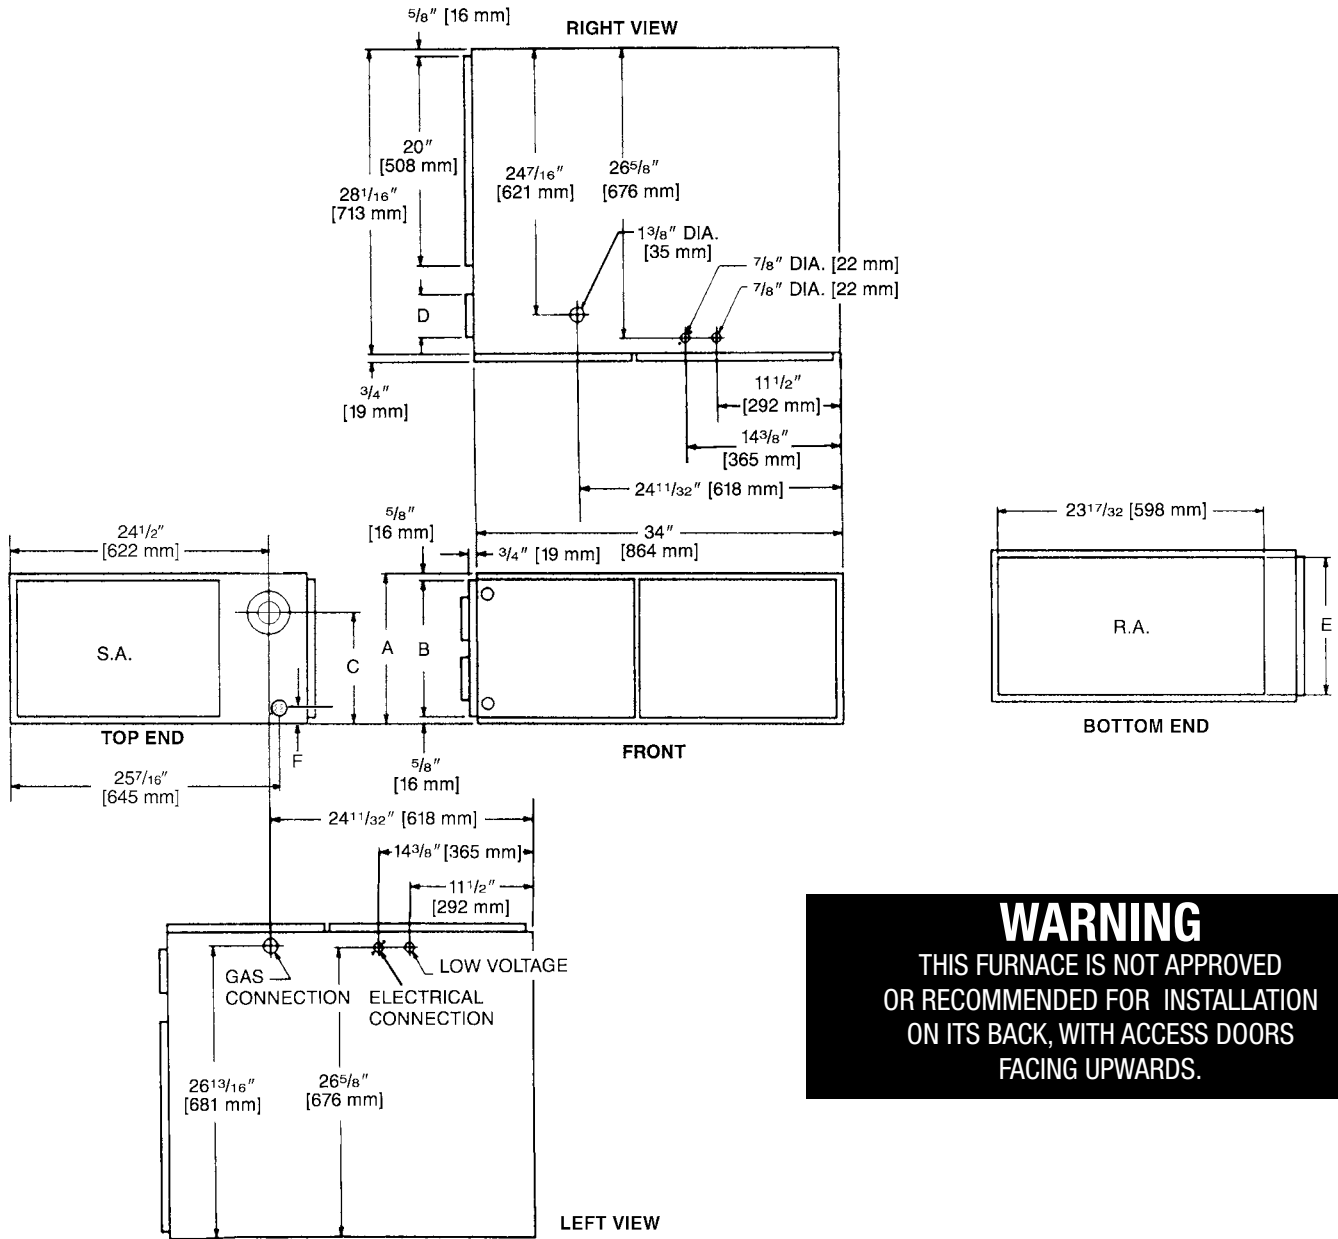 5/8" [16 mm]
RIGHT VIEW
20"
[508 mm]
28 1/16"
[713 mm]
24 7/16"
[621 mm]
26 5/8"
[676 mm]
1 3/8" DIA.
[35 mm]
7/8" DIA. [22 mm]
7/8" DIA. [22 mm]
D
3/4"
[19 mm]
11 1/2"
[292 mm]
14 3/8"
[365 mm]
24 11/32" [618 mm]
24 1/2"
[622 mm]
S.A.
C
F
TOP END
25 7/16"
[645 mm]
5/8"
[16 mm]
3/4" [19 mm]
34"
[864 mm]
A
B
5/8"
[16 mm]
FRONT
23 17/32 [598 mm]
R.A.
E
BOTTOM END
24 11/32" [618 mm]
14 3/8" [365 mm]
11 1/2"
[292 mm]
GAS
CONNECTION
ELECTRICAL
CONNECTION
LOW VOLTAGE
26 13/16"
[681 mm]
26 5/8"
[676 mm]
LEFT VIEW
WARNING
THIS FURNACE IS NOT APPROVED
OR RECOMMENDED FOR INSTALLATION
ON ITS BACK, WITH ACCESS DOORS
FACING UPWARDS.